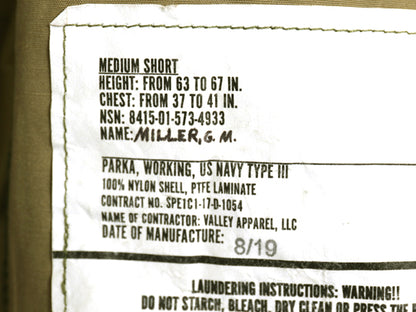 MEDIUM SHORT
HEIGHT: FROM 63 TO 67 IN.
CHEST: FROM 37 TO 41 IN.
NSN: 8415-01-573-4933
NAME: MILLER, G. M.
PARKA, WORKING, US NAVY TYPE III
100% NYLON SHELL, PTFE LAMINATE
CONTRACT NO. SPE1C1-17-D-1054
NAME OF CONTRACTOR: VALLEY APPAREL, LLC
DATE OF MANUFACTURE: 8/19
LAUNDERING INSTRUCTIONS: WARNING!!
DO NOT STARCH, BLEACH, DRY CLEAN OR PRESS THE